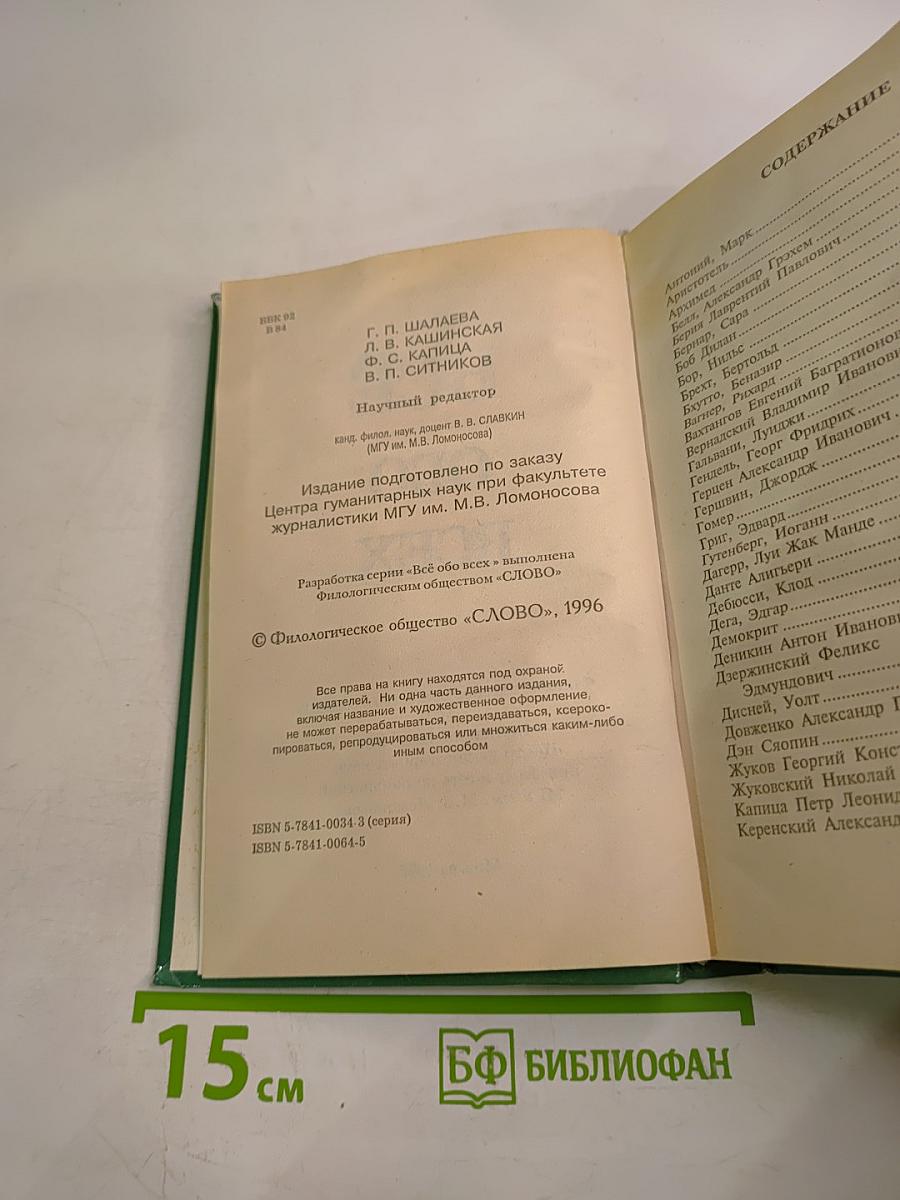 ББК 92
В 84
Г. П. ШАЛАЕВА
Л. В. КАШИНСКАЯ
Ф. С. КАПИЦА
В. П. СИТНИКОВ
Научный редактор
канд. филол. наук, доцент В. В. СЛАВКИН
(МГУ им. М.В. Ломоносова)
Издание подготовлено по заказу
Центра гуманитарных наук при факультете
журналистики МГУ им. М.В. Ломоносова
Разработка серии «Всё обо всех » выполнена
Филологическим обществом «СЛОВО»
© Филологическое общество «СЛОВО», 1996
Все права на книгу находятся под охраной
издателей. Ни одна часть данного издания,
включая название и художественное оформление,
не может перерабатываться, переиздаваться, ксероко-
пироваться, репродуцироваться или множиться каким-либо
иным способом
ISBN 5-7841-0034-3 (серия)
ISBN 5-7841-0064-5
СОДЕРЖАНИЕ
Антоний, Марк
Аристотель
Архимед
Белл, Александр Грэхем
Берия Лаврентий Павлович
Бернар, Сара
Боб Дилан
Бор, Нильс
Брехт, Бертольд
Бхутто, Беназир
Вагнер, Рихард
Вахтангов Евгений Багратионов
Вернадский Владимир Иванови
Гальвани, Луиджи
Гендель, Георг Фридрих
Герцен Александр Иванович
Гершвин, Джордж
Гомер
Григ, Эдвард
Гутенберг, Иоганн
Дагерр, Луи Жак Манде
Данте Алигьери
Дебюсси, Клод
Дега, Эдгар
Демокрит
Деникин Антон Иванови
Дзержинский Феликс
Эдмундович
Дисней, Уолт
Довженко Александр П
Дэн Сяопин
Жуков Георгий Конст
Жуковский Николай
Капица Петр Леонид
Керенский Александ
15 см
БФ БИБЛИОФАН